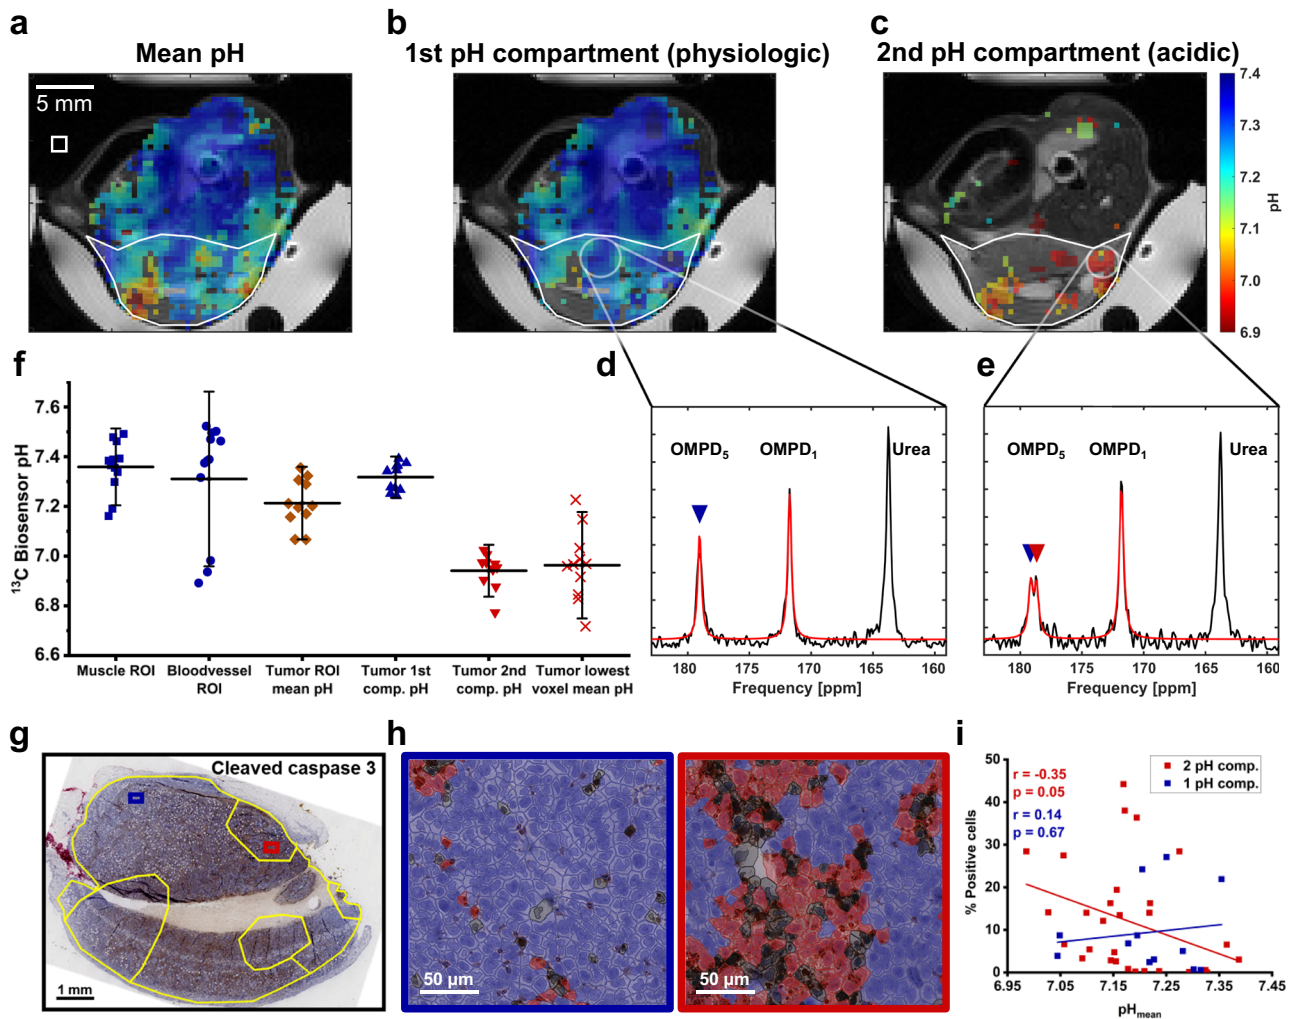 a
Mean pH
5 mm
b
1st pH compartment (physiologic)
c
2nd pH compartment (acidic)
7.4
7.3
7.2
7.1
7.0
6.9
pH
f
¹³C Biosensor pH
7.6
7.4
7.2
7.0
6.8
6.6
Muscle ROI
Bloodvessel
ROI
Tumor ROI
mean pH
Tumor 1st
comp. pH
Tumor 2nd
comp. pH
Tumor lowest
voxel mean pH
d
OMPD₅
OMPD₁
Urea
180
175
170
165
160
Frequency [ppm]
e
OMPD₅
OMPD₁
Urea
180
175
170
165
160
Frequency [ppm]
g
Cleaved caspase 3
1 mm
h
50 µm
50 µm
i
r = -0.35
p = 0.05
r = 0.14
p = 0.67
2 pH comp.
1 pH comp.
% Positive cells
50
40
30
20
10
0
6.95
7.05
7.15
7.25
7.35
7.45
pHmean